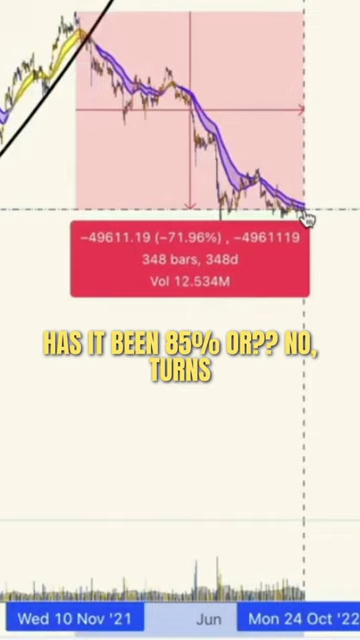 −49611.19 (−71.96%) , −4961119
348 bars, 348d
Vol 12.534M
HAS IT BEEN 85% OR?? NO,
TURNS
Wed 10 Nov '21 Jun Mon 24 Oct '22